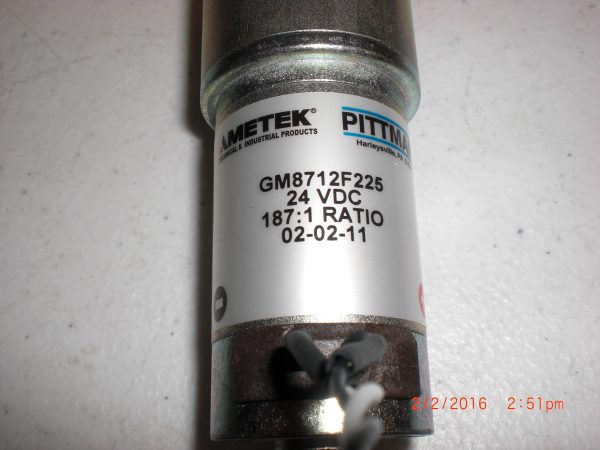 AMETEK®
TECHNICAL & INDUSTRIAL PRODUCTS
PITTMA
Harleysville, PA
GM8712F225
24 VDC
187:1 RATIO
02-02-11
2/2/2016 2:51pm